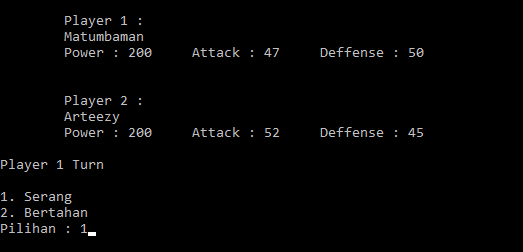 Player 1 :
Matumbaman
Power : 200 Attack : 47 Deffense : 50
Player 2 :
Arteezy
Power : 200 Attack : 52 Deffense : 45
Player 1 Turn
1. Serang
2. Bertahan
Pilihan : 1